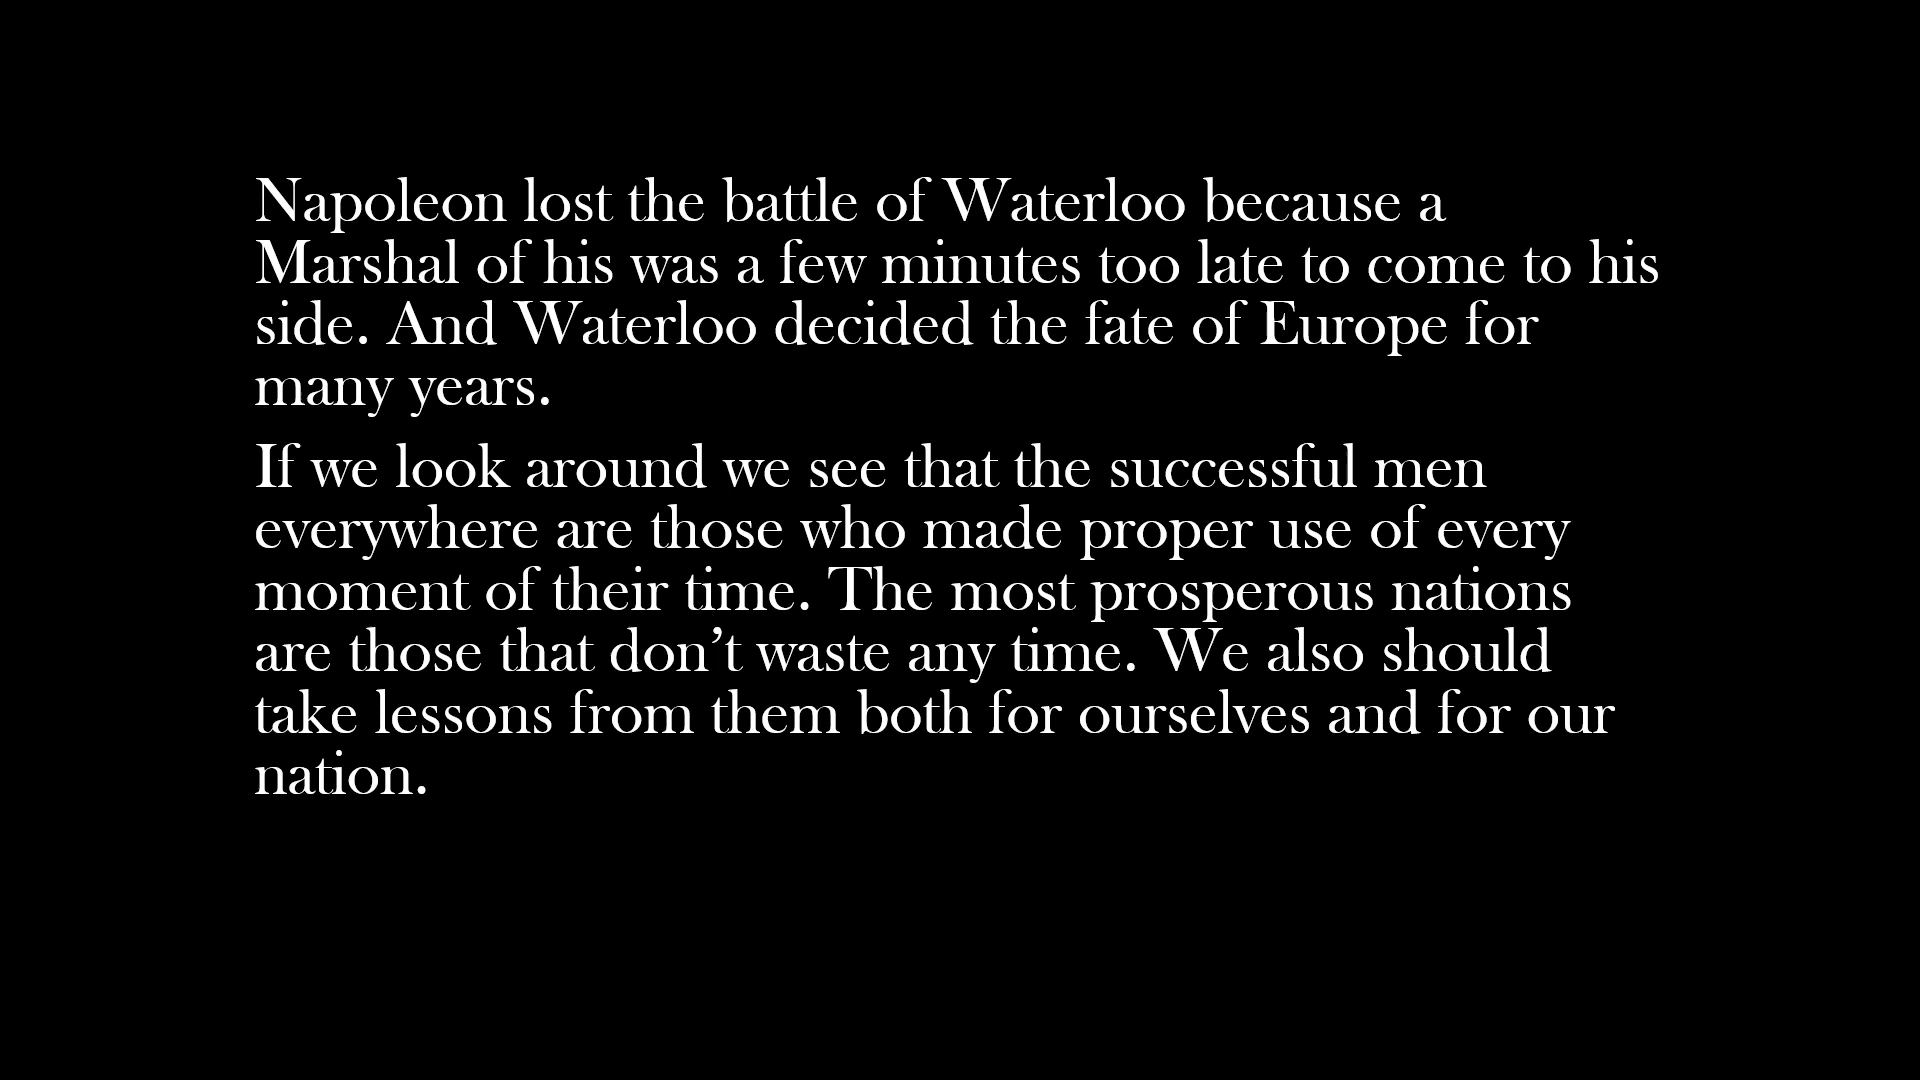 Napoleon lost the battle of Waterloo because a
Marshal of his was a few minutes too late to come to his
side. And Waterloo decided the fate of Europe for
many years.
If we look around we see that the successful men
everywhere are those who made proper use of every
moment of their time. The most prosperous nations
are those that don’t waste any time. We also should
take lessons from them both for ourselves and for our
nation.